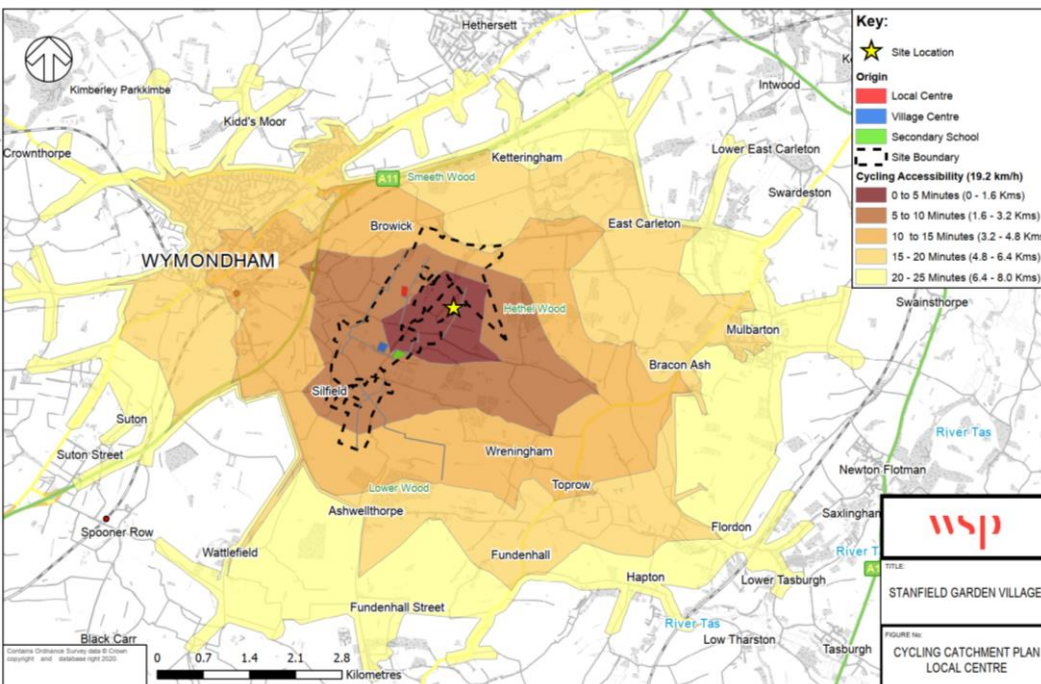 Hethersett
Kimberley Parkkimbe
Kidd's Moor
Crownthorpe
Intwood
Lower East Carleton
Ketteringham
Smeeth Wood
A11
Swardeston
Browick
East Carleton
WYMONDHAM
Hethel Wood
Swainsthorpe
Mulbarton
Bracon Ash
Silfield
Suton
Suton Street
Wreningham
River Tas
Lower Wood
Toprow
Newton Flotman
Ashwellthorpe
Saxlingham
Spooner Row
Flordon
Wattlefield
Fundenhall
River T
Hapton
Lower Tasburgh
Fundenhall Street
River Tas
Black Carr
Low Tharston
Tasburgh
Key:
Site Location
Origin
Local Centre
Village Centre
Secondary School
Site Boundary
Cycling Accessibility (19.2 km/h)
0 to 5 Minutes (0 - 1.6 Kms)
5 to 10 Minutes (1.6 - 3.2 Kms)
10 to 15 Minutes (3.2 - 4.8 Kms
15 - 20 Minutes (4.8 - 6.4 Kms)
20 - 25 Minutes (6.4 - 8.0 Kms)
wsp
TITLE:
STANFIELD GARDEN VILLAGE
FIGURE No:
CYCLING CATCHMENT PLAN
LOCAL CENTRE
Contains Ordnance Survey data © Crown
copyright and database right 2020.
0 0.7 1.4 2.1 2.8
Kilometres